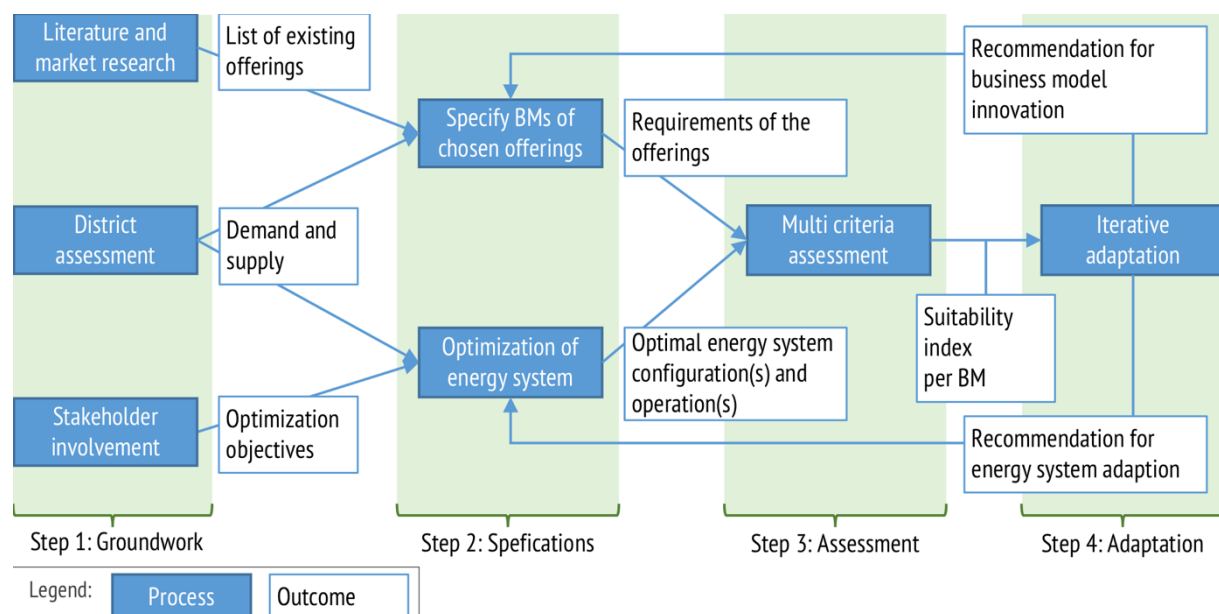 Literature and
market research
List of existing
offerings
Recommendation for
business model
innovation
Specify BMs of
chosen offerings
Requirements of the
offerings
District
assessment
Demand and
supply
Multi criteria
assessment
Iterative
adaptation
Suitability
index
per BM
Optimization of
energy system
Optimal energy system
configuration(s) and
operation(s)
Stakeholder
involvement
Optimization
objectives
Recommendation for
energy system adaption
Step 1: Groundwork
Step 2: Spefications
Step 3: Assessment
Step 4: Adaptation
Legend:
Process
Outcome